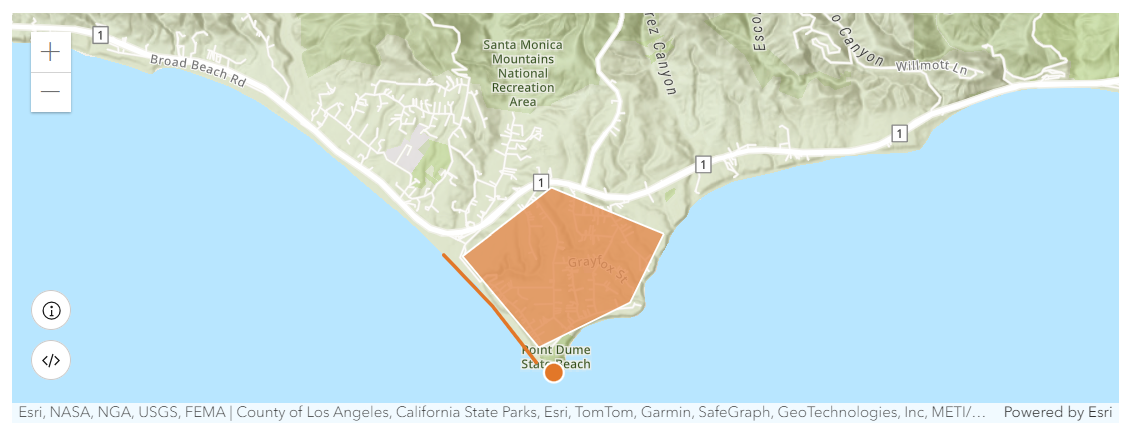 1
Broad Beach Rd
Santa Monica
Mountains
National
Recreation
Area
rez Canyon
Esco
o Canyon
Willmott Ln
1
1
1
Grayfox St
Point Dume
State Beach
</>
Esri, NASA, NGA, USGS, FEMA | County of Los Angeles, California State Parks, Esri, TomTom, Garmin, SafeGraph, GeoTechnologies, Inc, METI/…
Powered by Esri